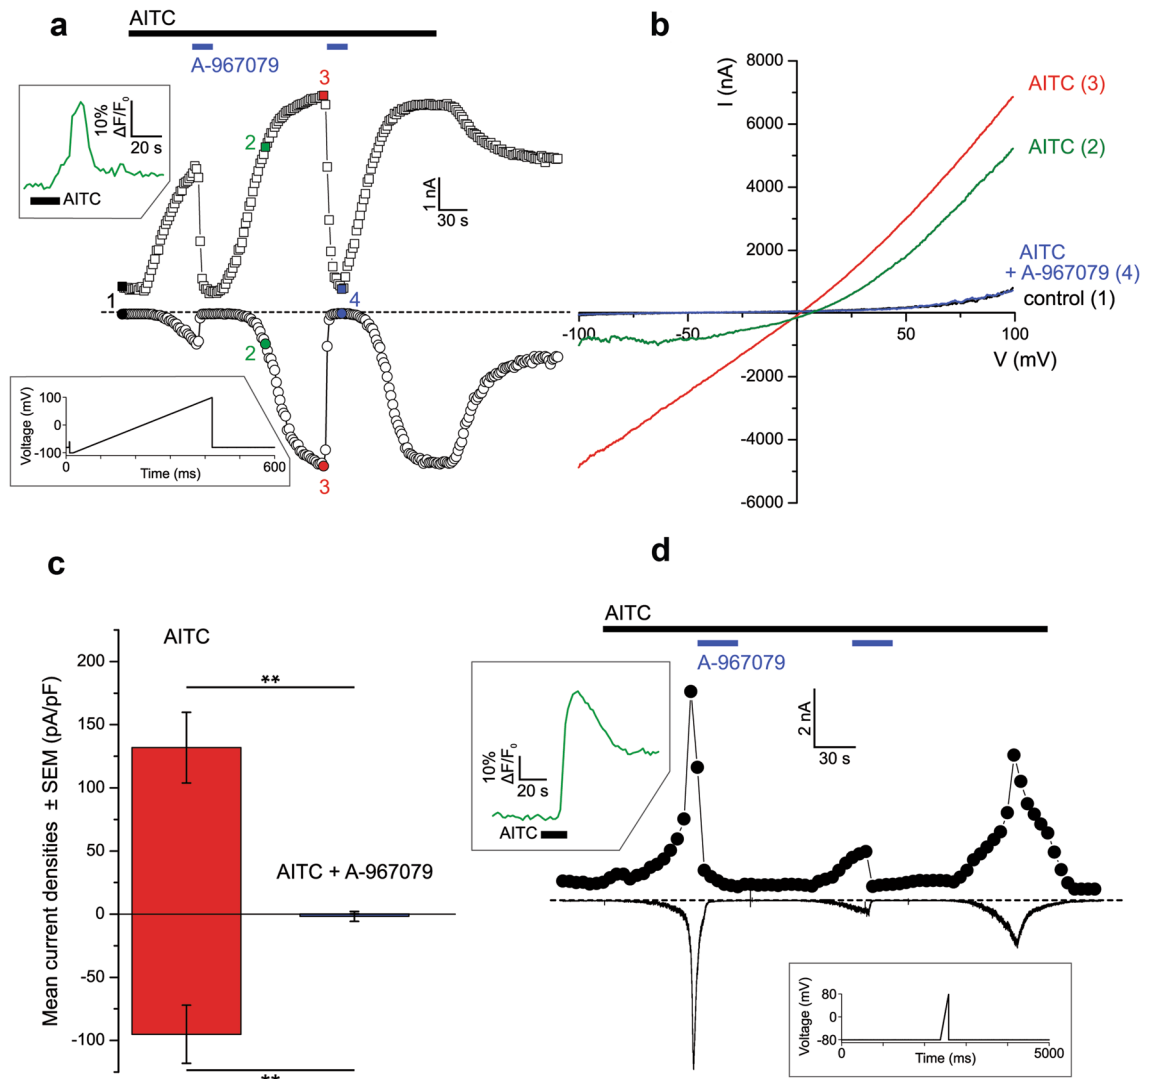 a
AITC
A-967079
10%
ΔF/F₀
20 s
AITC
3
2
1 nA
30 s
1
4
2
3
Voltage (mV)
100
0
-100
0
600
Time (ms)
b
I (nA)
8000
6000
4000
2000
-2000
-4000
-6000
-100
-50
50
100
V (mV)
AITC (3)
AITC (2)
AITC
+ A-967079 (4)
control (1)
c
Mean current densities ± SEM (pA/pF)
200
150
100
50
0
-50
-100
AITC
**
AITC + A-967079
**
d
AITC
A-967079
10%
ΔF/F₀
20 s
AITC
2 nA
30 s
Voltage (mV)
80
0
-80
0
5000
Time (ms)